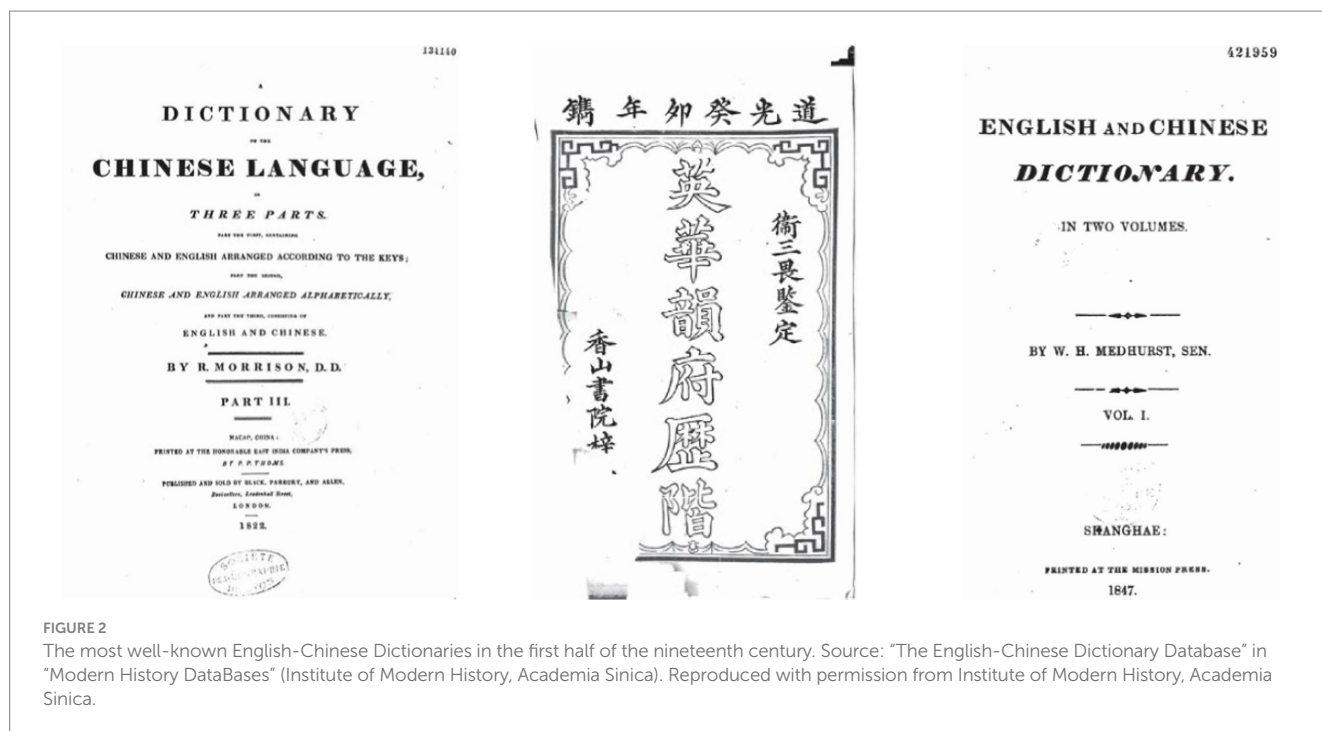 134140
A
DICTIONARY
OF THE
CHINESE LANGUAGE,
IN
THREE PARTS.
PART THE FIRST, CONTAINING
CHINESE AND ENGLISH ARRANGED ACCORDING TO THE KEYS;
PART THE SECOND,
CHINESE AND ENGLISH ARRANGED ALPHABETICALLY,
AND PART THE THIRD, CONSISTING OF
ENGLISH AND CHINESE.
BY R. MORRISON, D.D.
PART III.
MACAO, CHINA:
PRINTED AT THE HONORABLE EAST INDIA COMPANY'S PRESS,
BY P. P. THOMS.
PUBLISHED AND SOLD BY BLACK, PARBURY, AND ALLEN,
Booksellers, Leadenhall Street,
LONDON.
1822.
SOCIÉTÉ
鐫年卯癸光道
衞三畏鑒定
英華韻府歷階
香山書院梓
421959
ENGLISH AND CHINESE
DICTIONARY.
IN TWO VOLUMES.
BY W. H. MEDHURST, SEN.
VOL. I.
SHANGHAE:
PRINTED AT THE MISSION PRESS.
1847.
FIGURE 2
The most well-known English-Chinese Dictionaries in the first half of the nineteenth century. Source: “The English-Chinese Dictionary Database” in
“Modern History DataBases” (Institute of Modern History, Academia Sinica). Reproduced with permission from Institute of Modern History, Academia
Sinica.